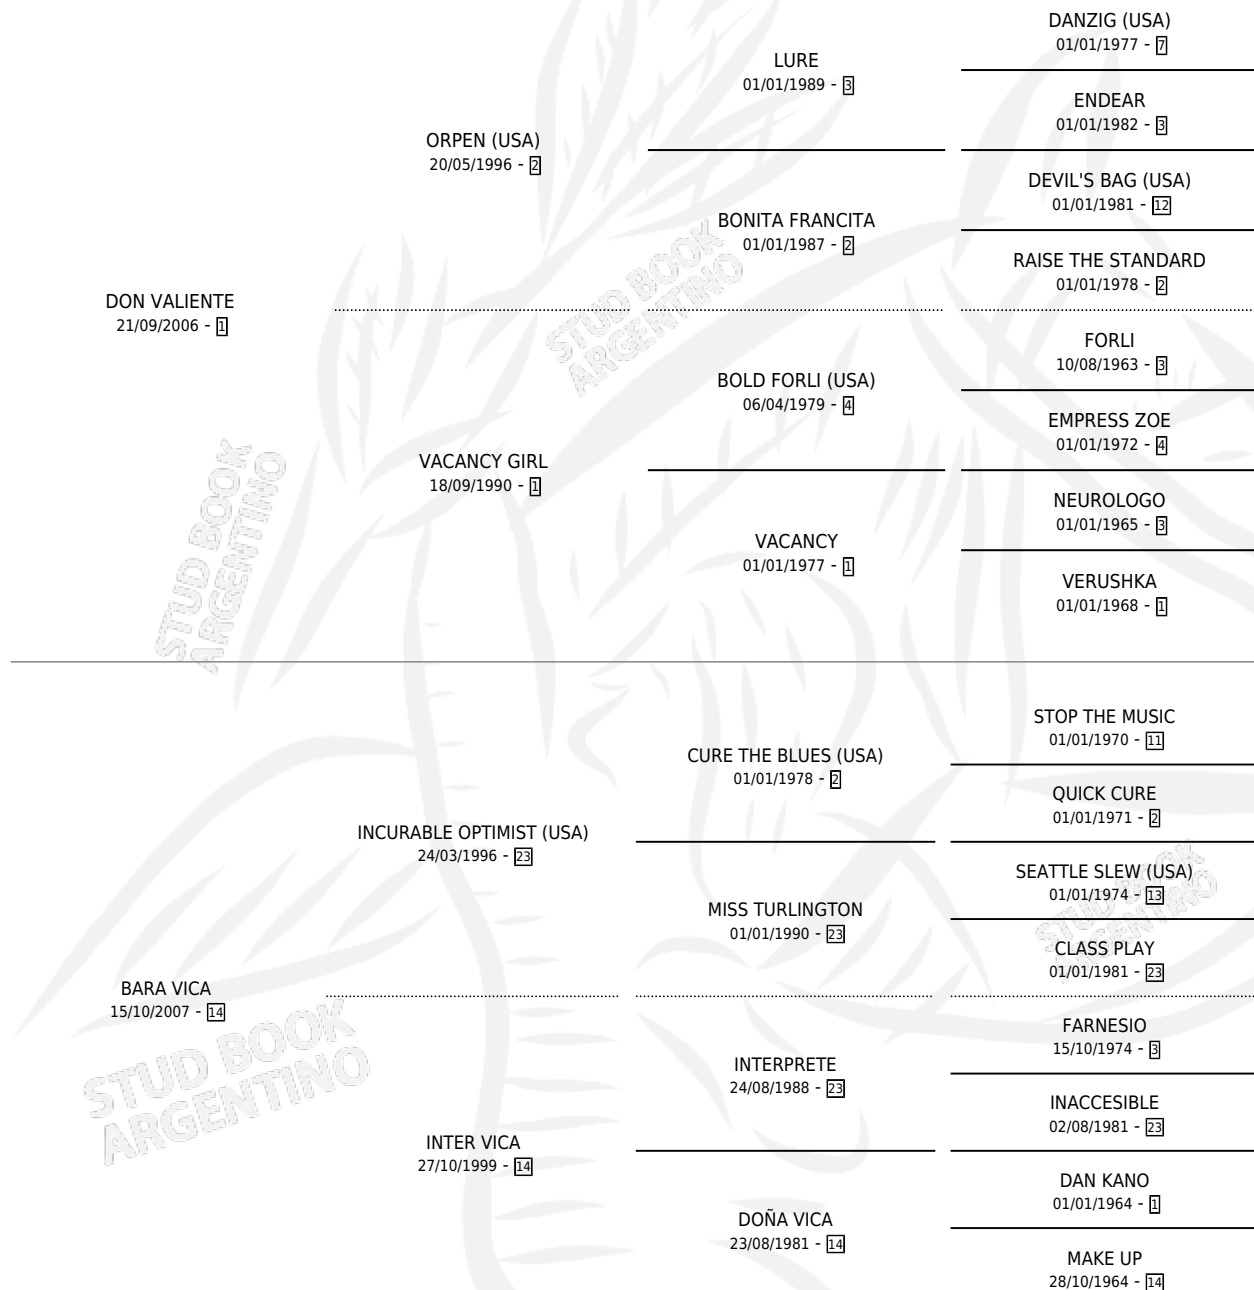 DON VALIENTE
21/09/2006 - 1
ORPEN (USA)
20/05/1996 - 2
LURE
01/01/1989 - 3
DANZIG (USA)
01/01/1977 - 7
ENDEAR
01/01/1982 - 3
BONITA FRANCITA
01/01/1987 - 2
DEVIL'S BAG (USA)
01/01/1981 - 12
RAISE THE STANDARD
01/01/1978 - 2
VACANCY GIRL
18/09/1990 - 1
BOLD FORLI (USA)
06/04/1979 - 4
FORLI
10/08/1963 - 3
EMPRESS ZOE
01/01/1972 - 4
VACANCY
01/01/1977 - 1
NEUROLOGO
01/01/1965 - 3
VERUSHKA
01/01/1968 - 1
BARA VICA
15/10/2007 - 14
INCURABLE OPTIMIST (USA)
24/03/1996 - 23
CURE THE BLUES (USA)
01/01/1978 - 2
STOP THE MUSIC
01/01/1970 - 11
QUICK CURE
01/01/1971 - 2
MISS TURLINGTON
01/01/1990 - 23
SEATTLE SLEW (USA)
01/01/1974 - 13
CLASS PLAY
01/01/1981 - 23
INTER VICA
27/10/1999 - 14
INTERPRETE
24/08/1988 - 23
FARNESIO
15/10/1974 - 3
INACCESIBLE
02/08/1981 - 23
DOÑA VICA
23/08/1981 - 14
DAN KANO
01/01/1964 - 1
MAKE UP
28/10/1964 - 14
STUD BOOK
ARGENTINO
STUD BOOK
ARGENTINO
STUD BOOK
ARGENTINO
STUD BOOK
ARGENTINO